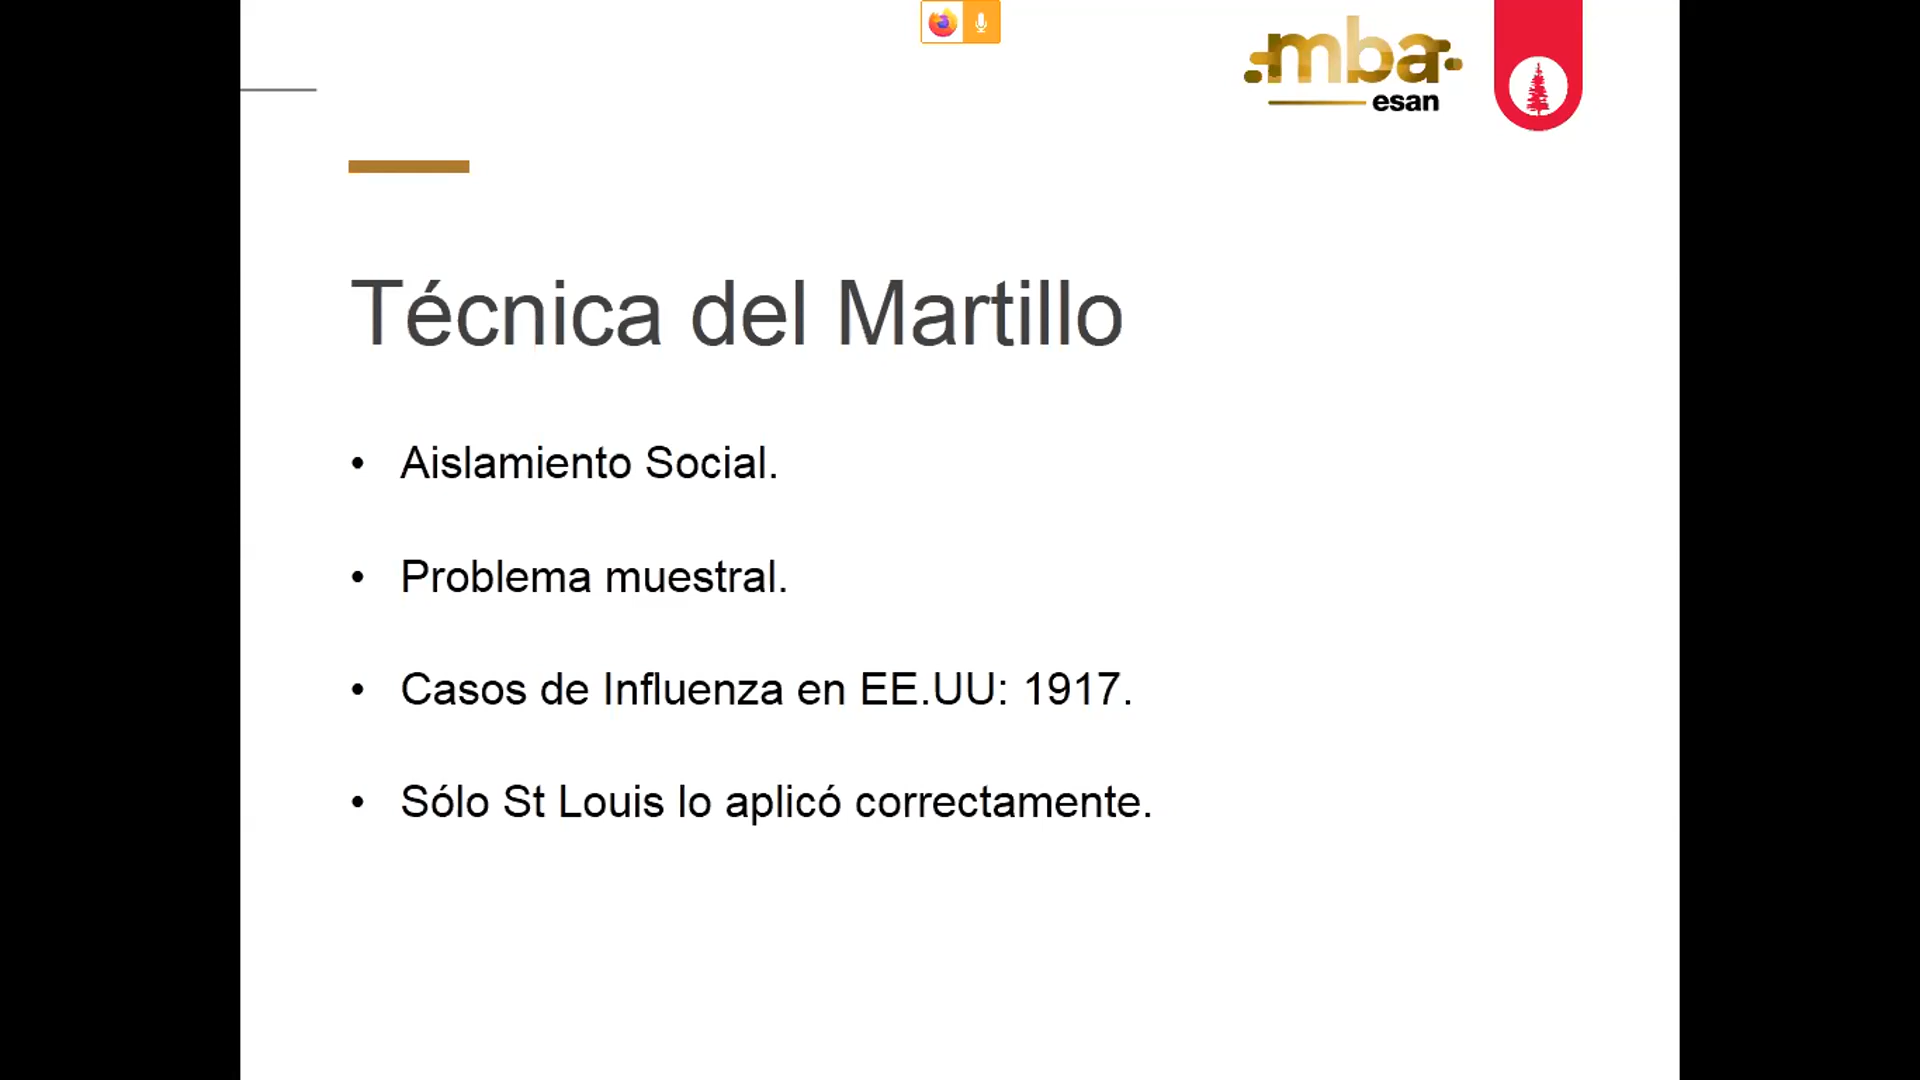 mba
esan
Técnica del Martillo
• Aislamiento Social.
• Problema muestral.
• Casos de Influenza en EE.UU: 1917.
• Sólo St Louis lo aplicó correctamente.